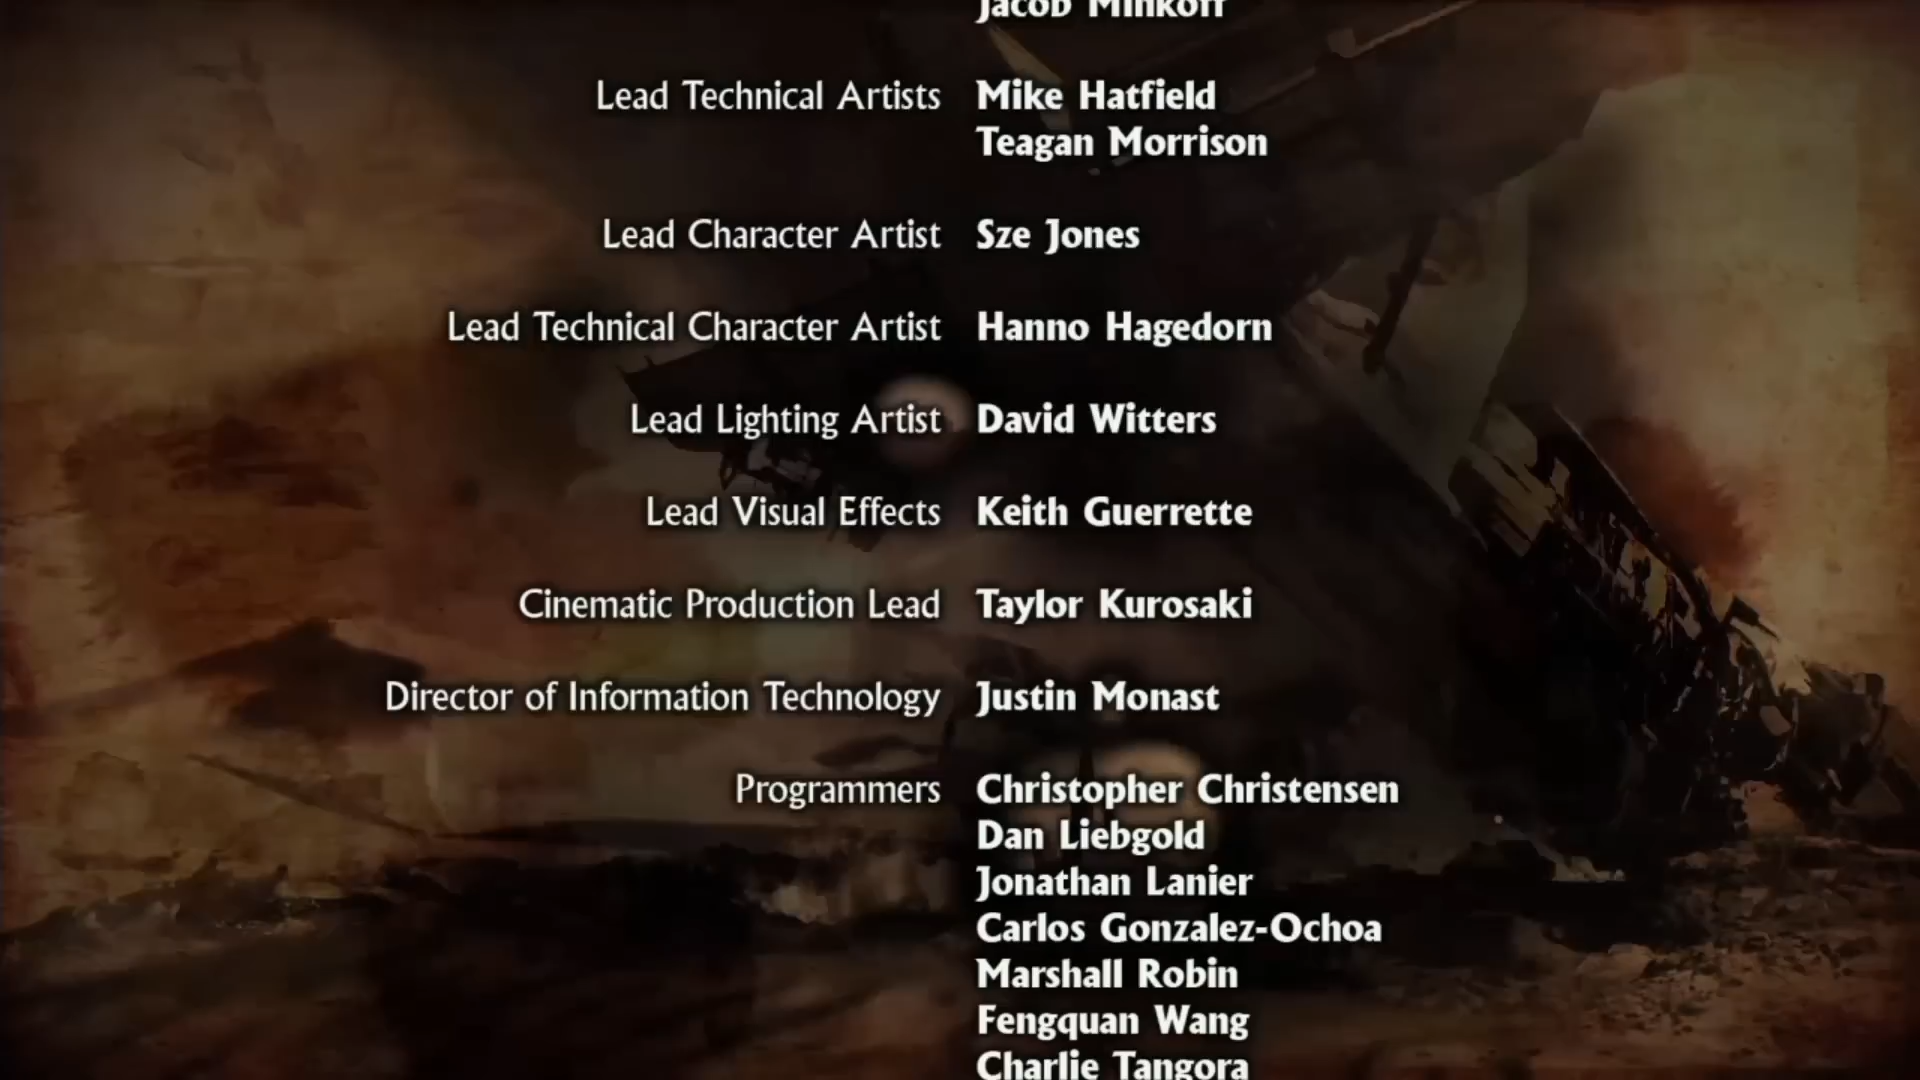 Jacob Minkoff
Lead Technical Artists Mike Hatfield
Teagan Morrison
Lead Character Artist Sze Jones
Lead Technical Character Artist Hanno Hagedorn
Lead Lighting Artist David Witters
Lead Visual Effects Keith Guerrette
Cinematic Production Lead Taylor Kurosaki
Director of Information Technology Justin Monast
Programmers Christopher Christensen
Dan Liebgold
Jonathan Lanier
Carlos Gonzalez-Ochoa
Marshall Robin
Fengquan Wang
Charlie Tangora